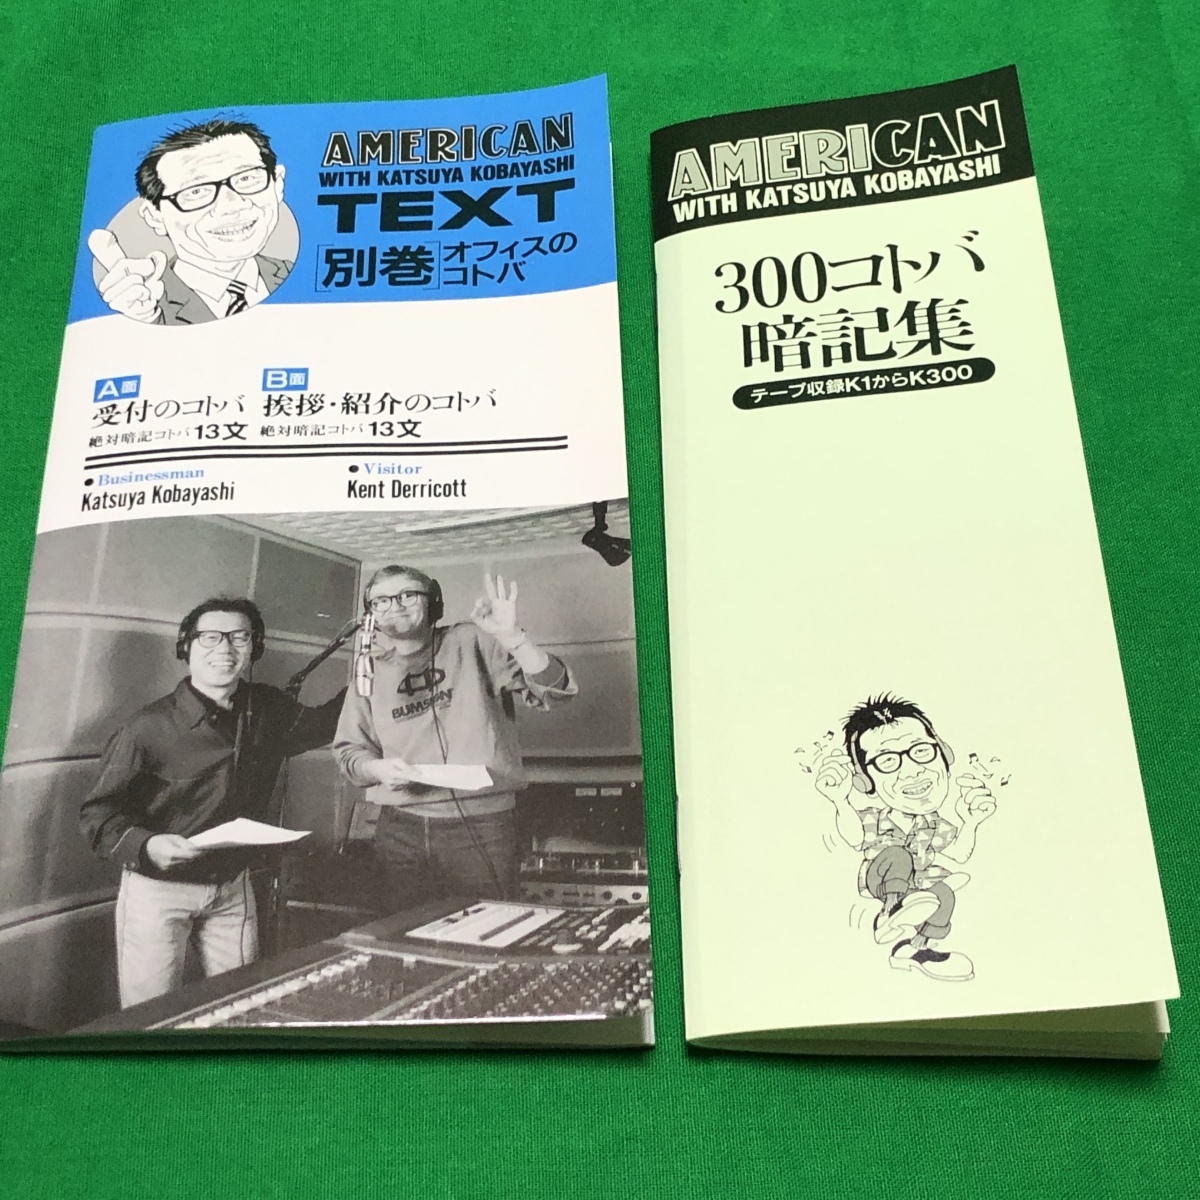 AMERICAN
WITH KATSUYA KOBAYASHI
TEXT
[別巻]オフィスの
コトバ
A面
受付のコトバ
絶対暗記コトバ13文
B面
挨拶・紹介のコトバ
絶対暗記コトバ13文
●Businessman
Katsuya Kobayashi
●Visitor
Kent Derricott
AMERICAN
WITH KATSUYA KOBAYASHI
300コトバ
暗記集
テープ収録K1からK300